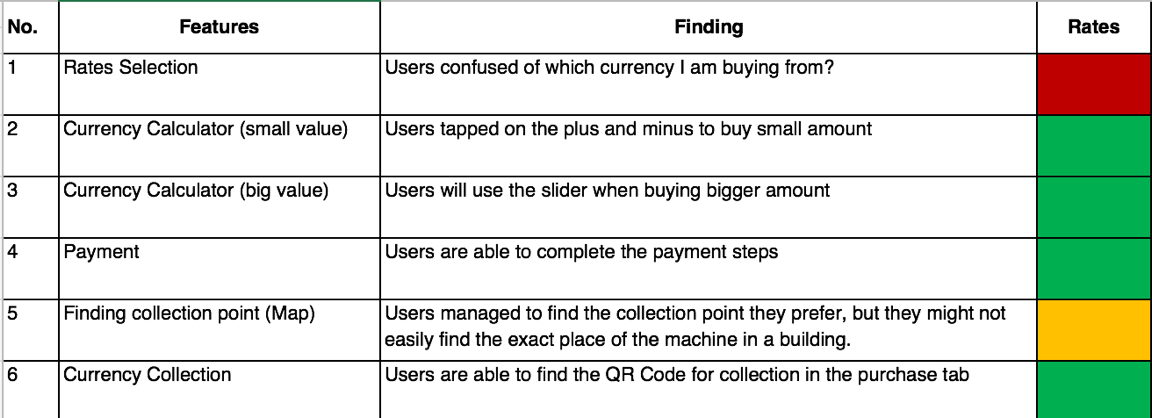 No. Features Finding Rates
1 Rates Selection Users confused of which currency I am buying from?
2 Currency Calculator (small value) Users tapped on the plus and minus to buy small amount
3 Currency Calculator (big value) Users will use the slider when buying bigger amount
4 Payment Users are able to complete the payment steps
5 Finding collection point (Map) Users managed to find the collection point they prefer, but they might not
easily find the exact place of the machine in a building.
6 Currency Collection Users are able to find the QR Code for collection in the purchase tab